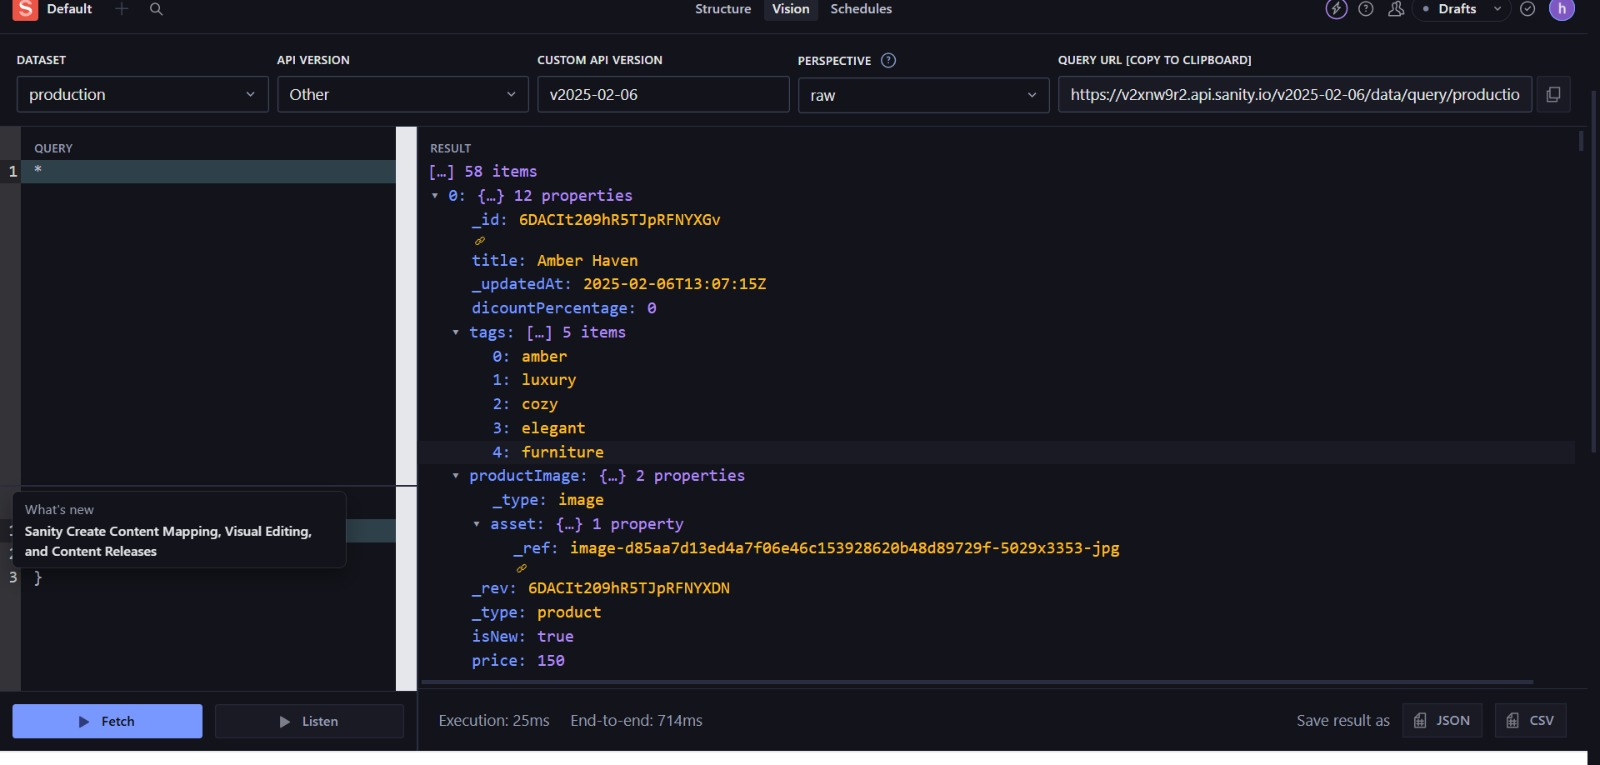 S Default Structure Vision Schedules Drafts h
DATASET API VERSION CUSTOM API VERSION PERSPECTIVE ? QUERY URL [COPY TO CLIPBOARD]
production Other v2025-02-06 raw https://v2xnw9r2.api.sanity.io/v2025-02-06/data/query/productio
QUERY
1 *
RESULT
[…] 58 items
0: {…} 12 properties
_id: 6DACIt209hR5TJpRFNYXGv
title: Amber Haven
_updatedAt: 2025-02-06T13:07:15Z
dicountPercentage: 0
tags: […] 5 items
0: amber
1: luxury
2: cozy
3: elegant
4: furniture
productImage: {…} 2 properties
_type: image
asset: {…} 1 property
_ref: image-d85aa7d13ed4a7f06e46c153928620b48d89729f-5029x3353-jpg
_rev: 6DACIt209hR5TJpRFNYXDN
_type: product
isNew: true
price: 150
What's new
Sanity Create Content Mapping, Visual Editing,
and Content Releases
3 }
Fetch Listen Execution: 25ms End-to-end: 714ms Save result as JSON CSV